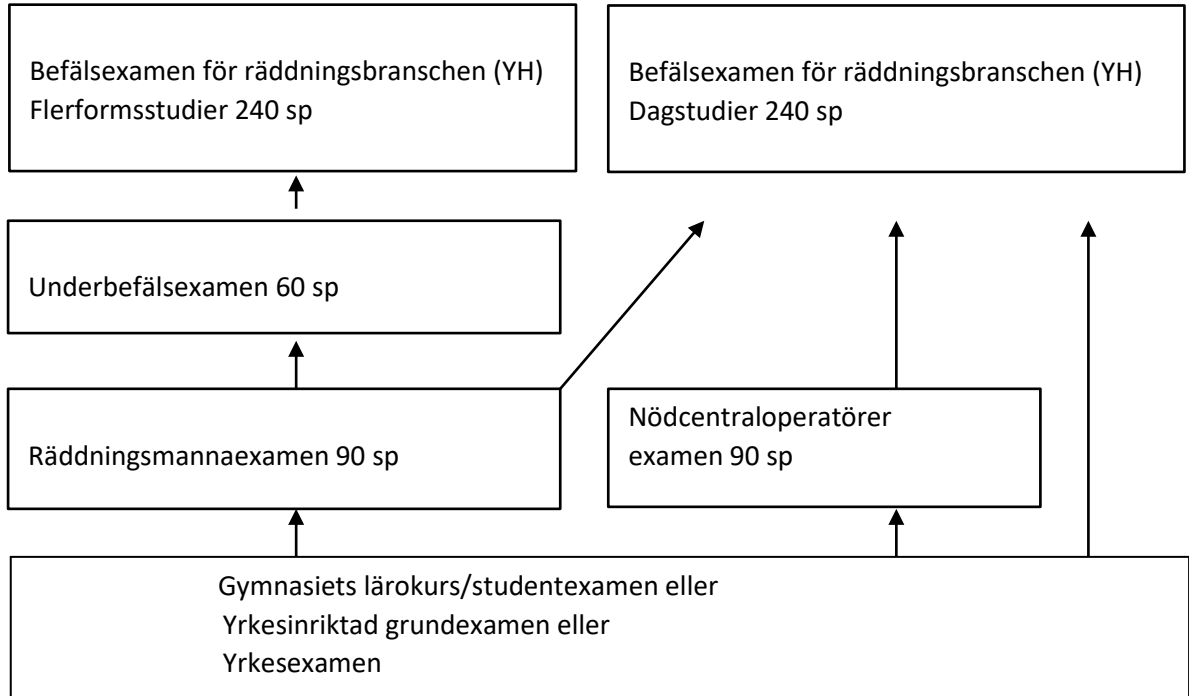 Befälsexamen för räddningsbranschen (YH)
Flerformsstudier 240 sp
Befälsexamen för räddningsbranschen (YH)
Dagstudier 240 sp
Underbefälsexamen 60 sp
Räddningsmannaexamen 90 sp
Nödcentraloperatörer
examen 90 sp
Gymnasiets lärokurs/studentexamen eller
Yrkesinriktad grundexamen eller
Yrkesexamen